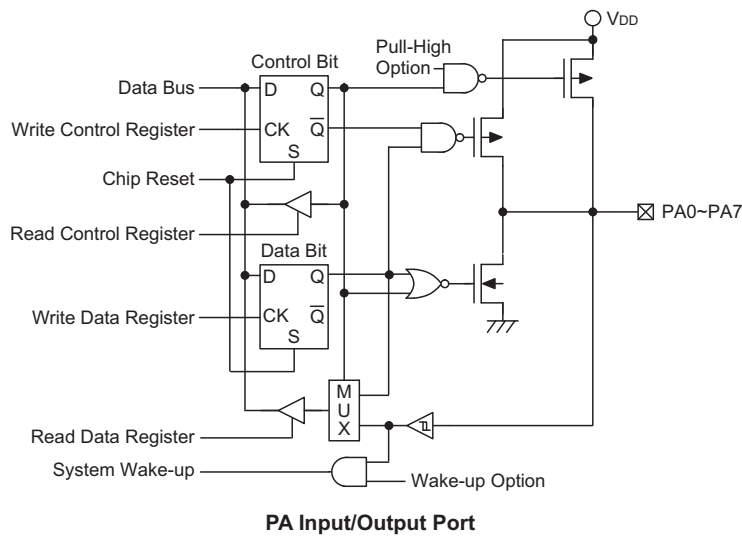 VDD
Pull-High
Option
Control Bit
Data Bus
D Q
Write Control Register
CK Q̅
S
Chip Reset
Read Control Register
PA0~PA7
Data Bit
D Q
Write Data Register
CK Q̅
S
M
U
X
Read Data Register
System Wake-up
Wake-up Option
PA Input/Output Port